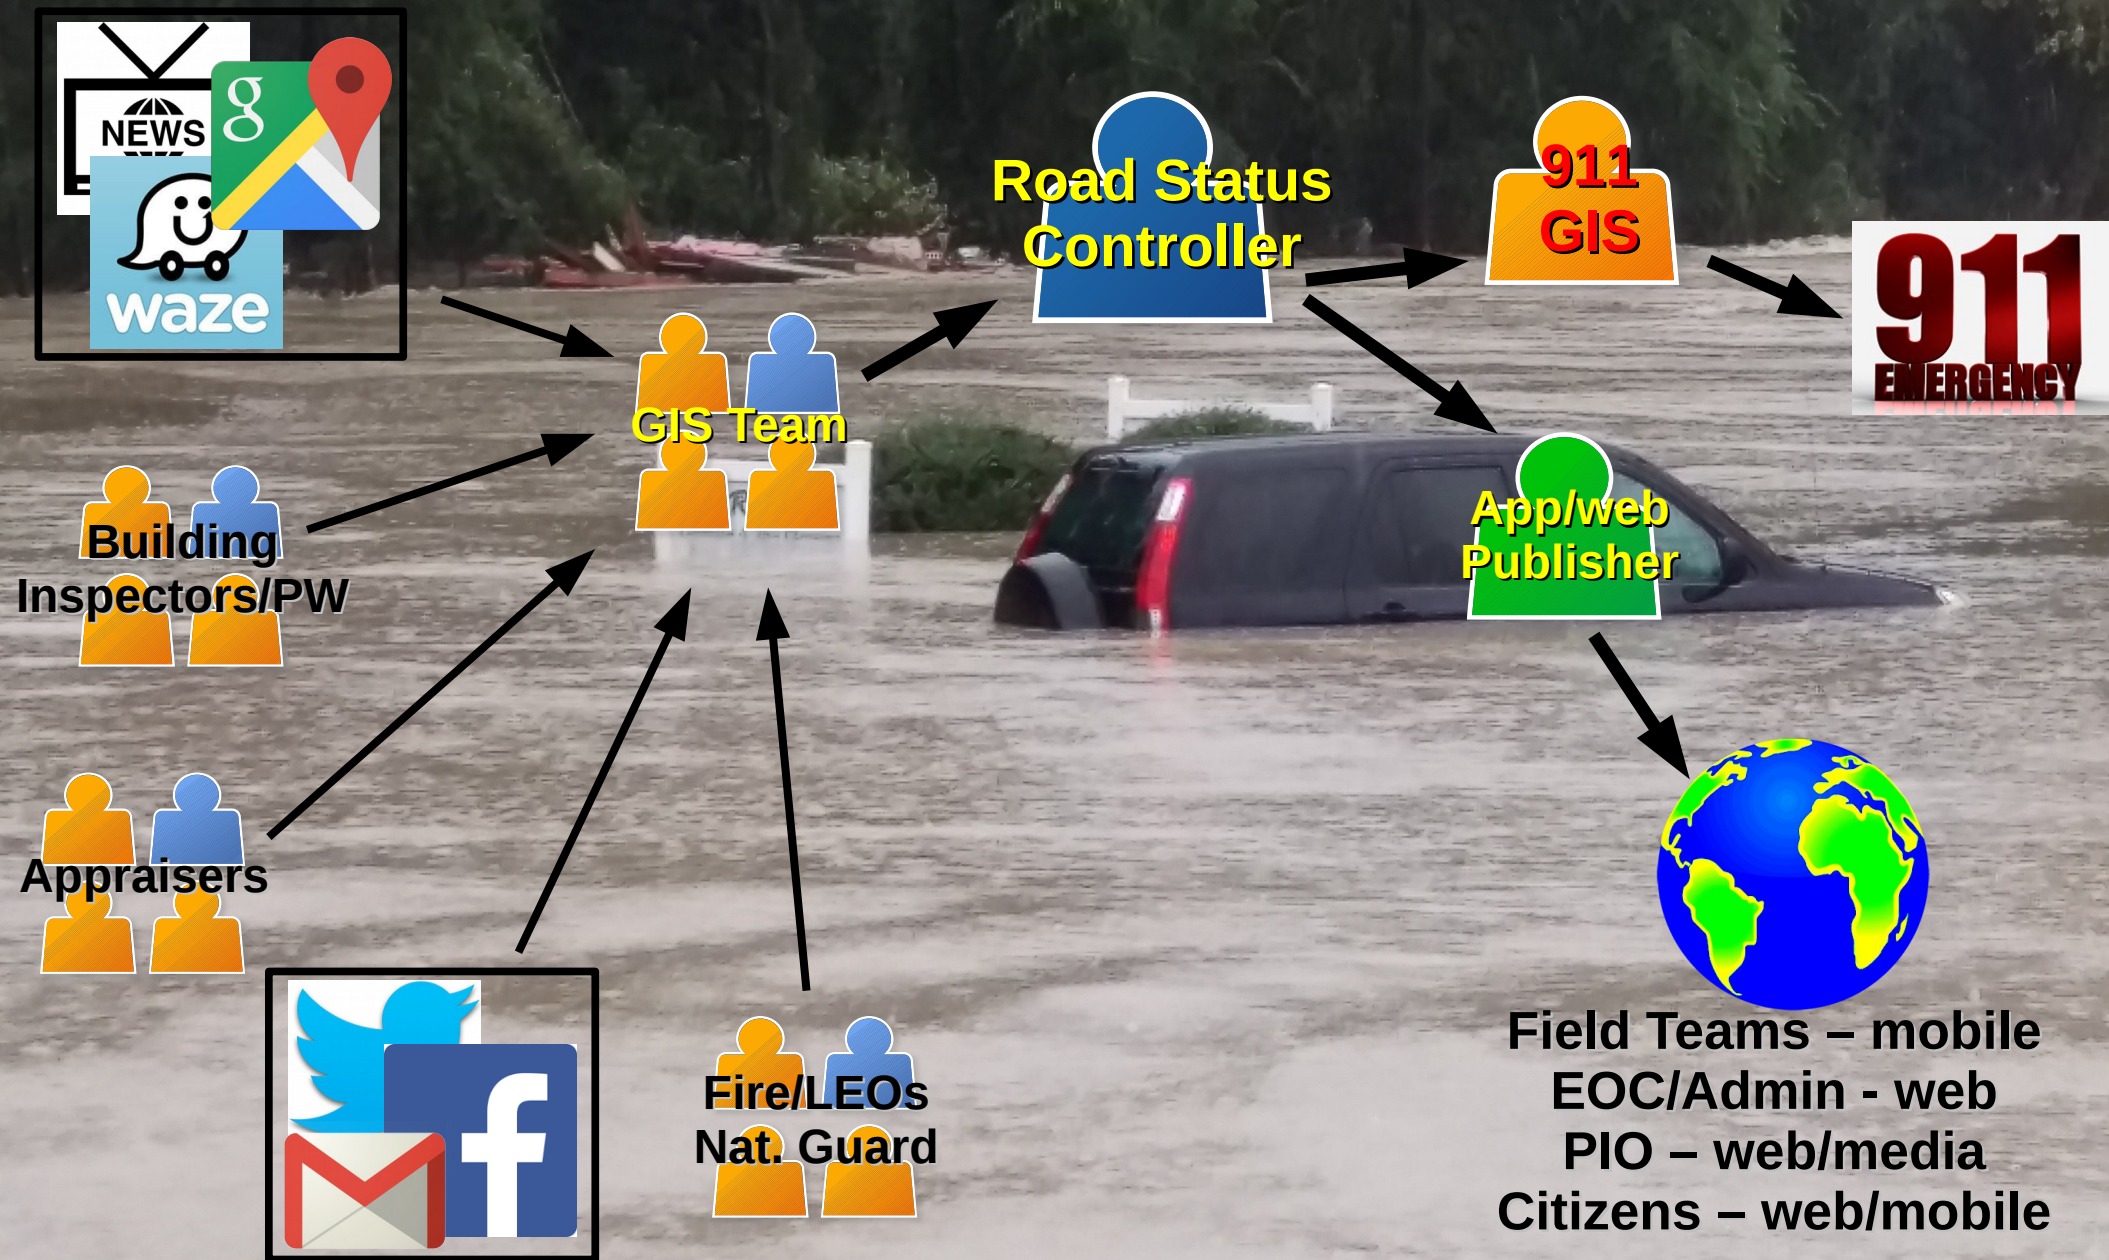 NEWS
g
waze
Road Status
Controller
911
GIS
911
EMERGENCY
GIS Team
Building
Inspectors/PW
App/web
Publisher
Appraisers
f
Fire/LEOs
Nat. Guard
Field Teams – mobile
EOC/Admin - web
PIO – web/media
Citizens – web/mobile